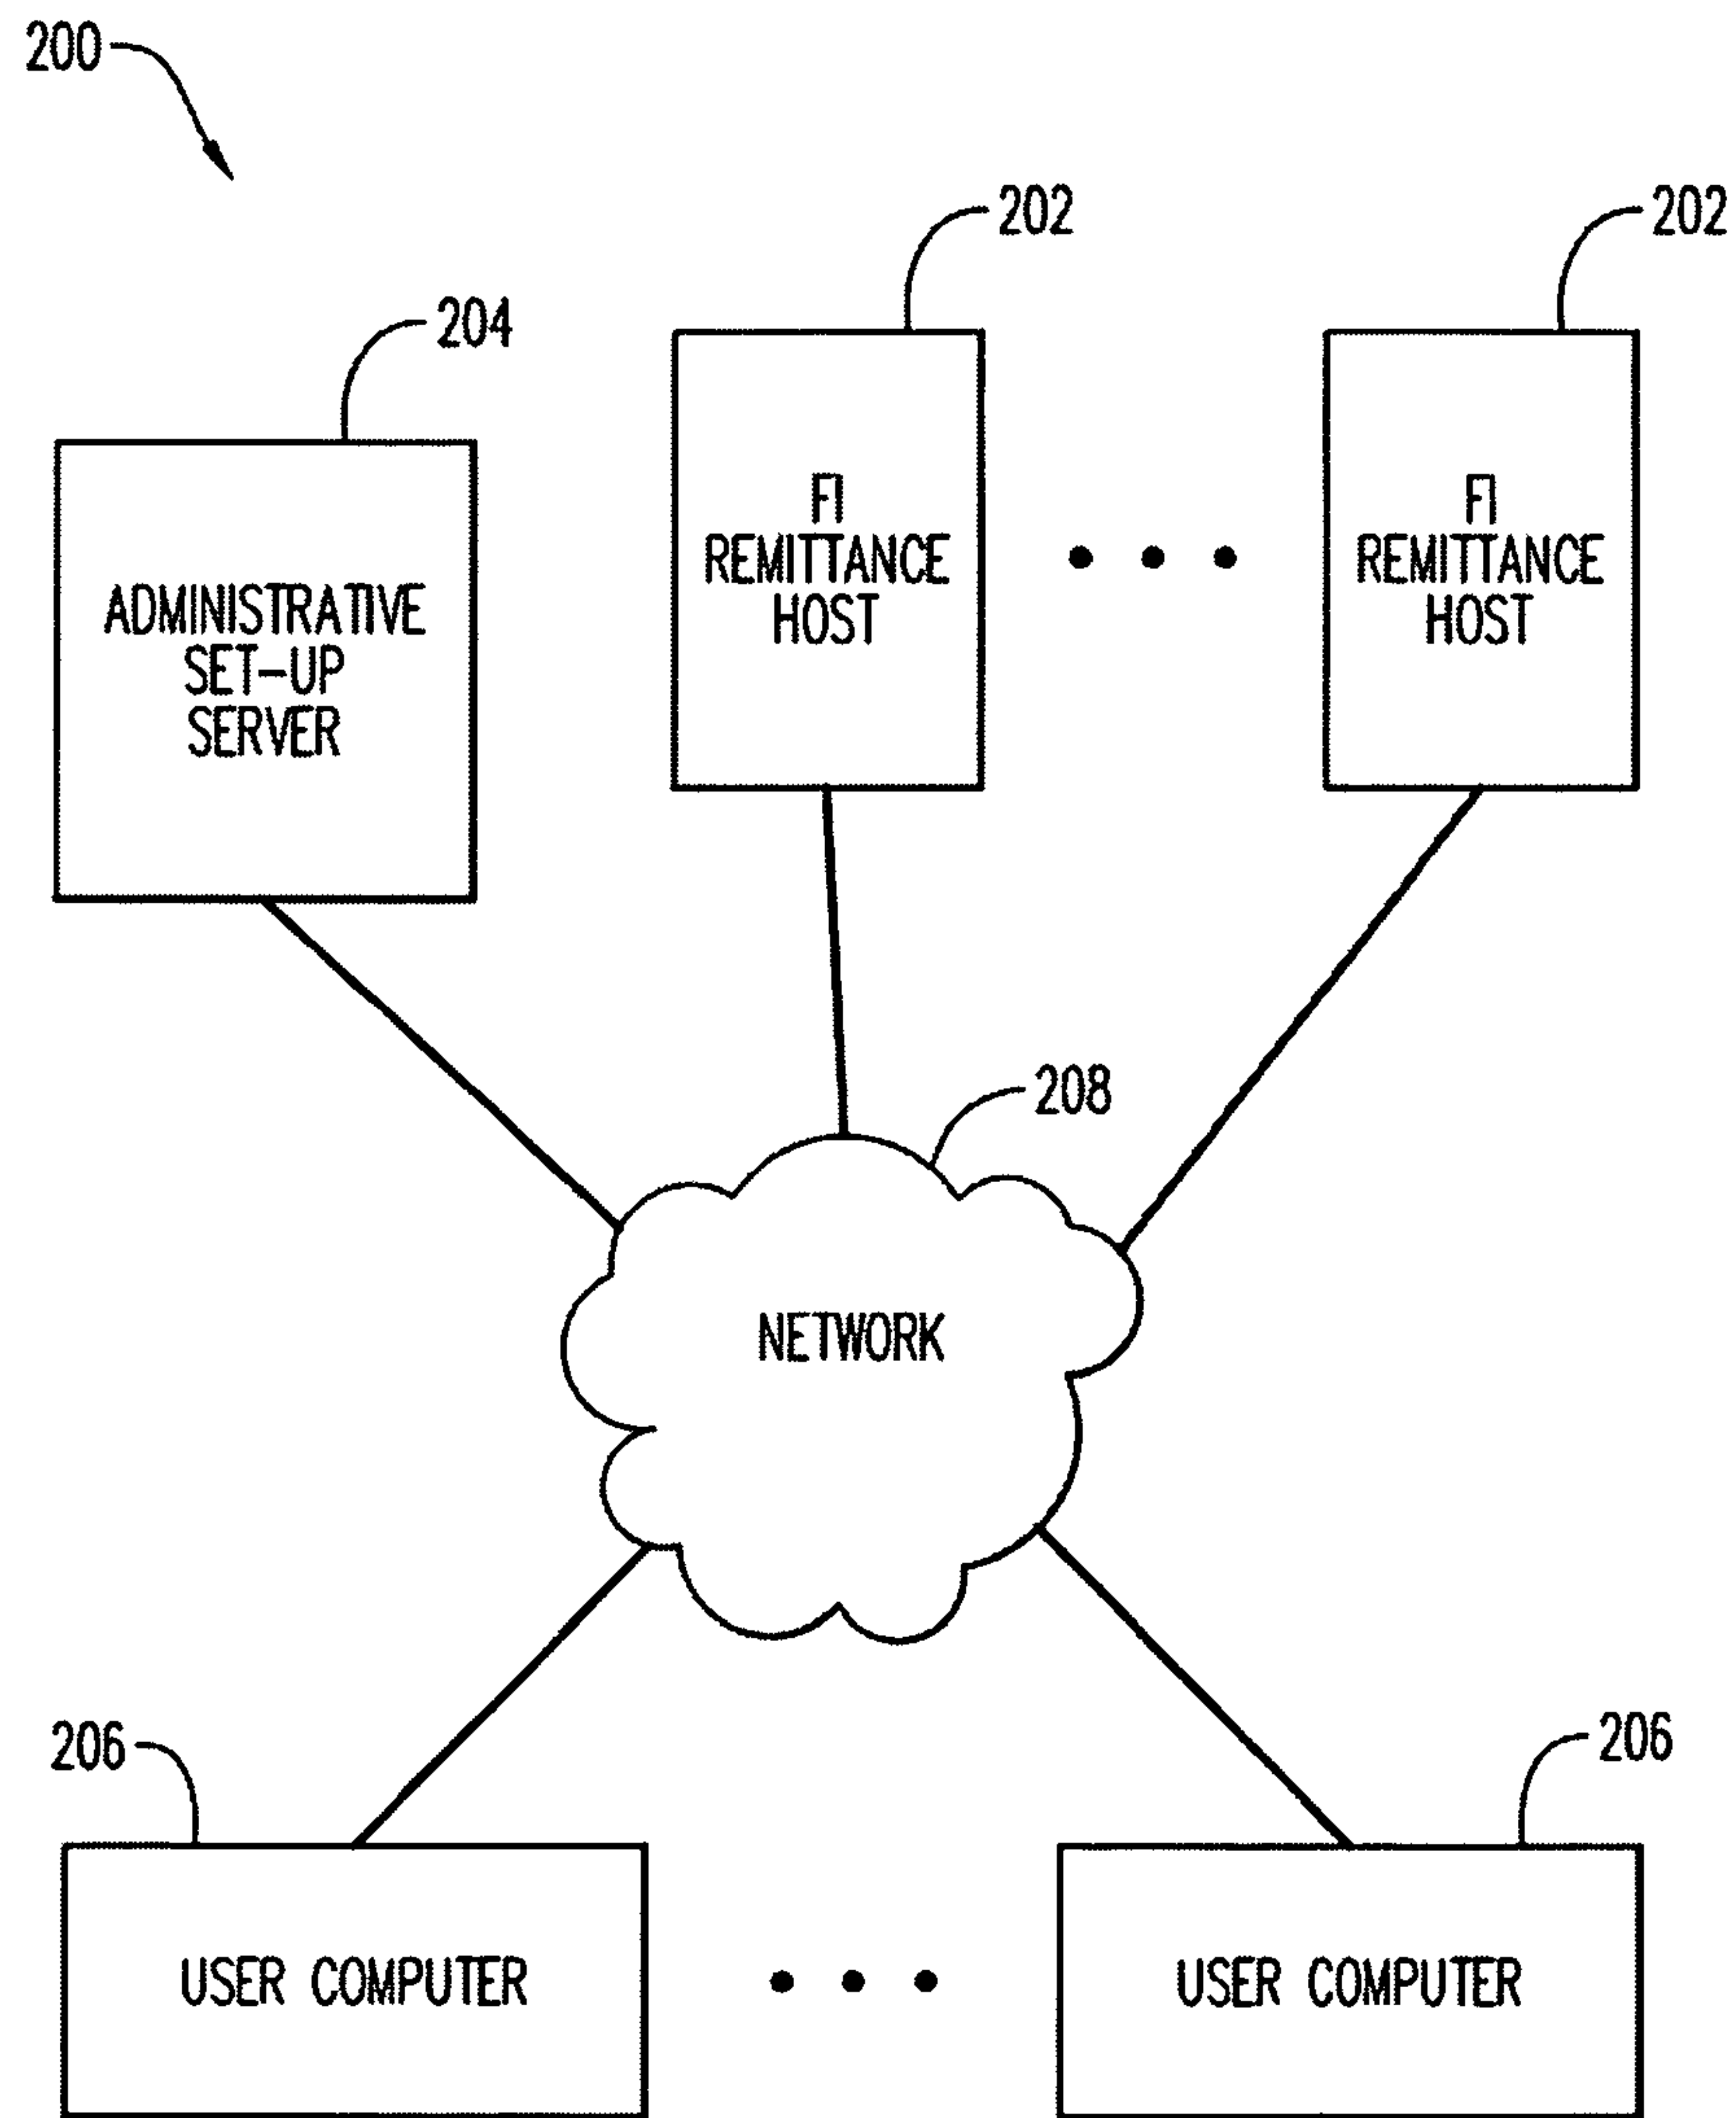 200
202
202
204
FI
REMITTANCE
HOST
FI
REMITTANCE
HOST
ADMINISTRATIVE
SET-UP
SERVER
208
NETWORK
206
206
USER COMPUTER
USER COMPUTER